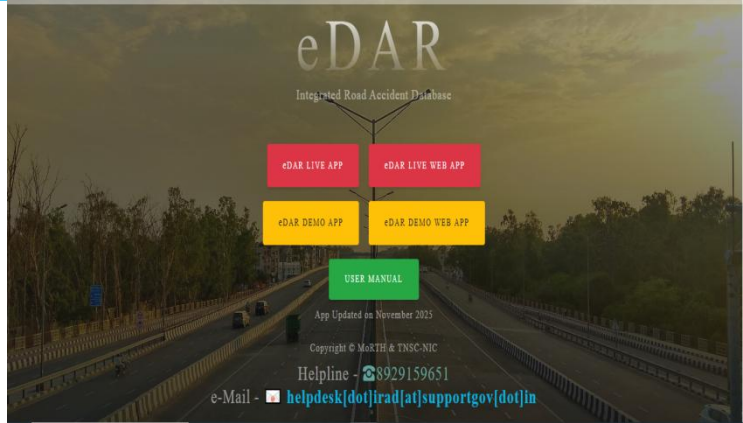 eDAR
Integrated Road Accident Database
eDAR LIVE APP
eDAR LIVE WEB APP
eDAR DEMO APP
eDAR DEMO WEB APP
USER MANUAL
App Updated on November 2025
Copyright © MoRTH & TNSC-NIC
Helpline - ☎8929159651
e-Mail - helpdesk[dot]irad[at]supportgov[dot]in